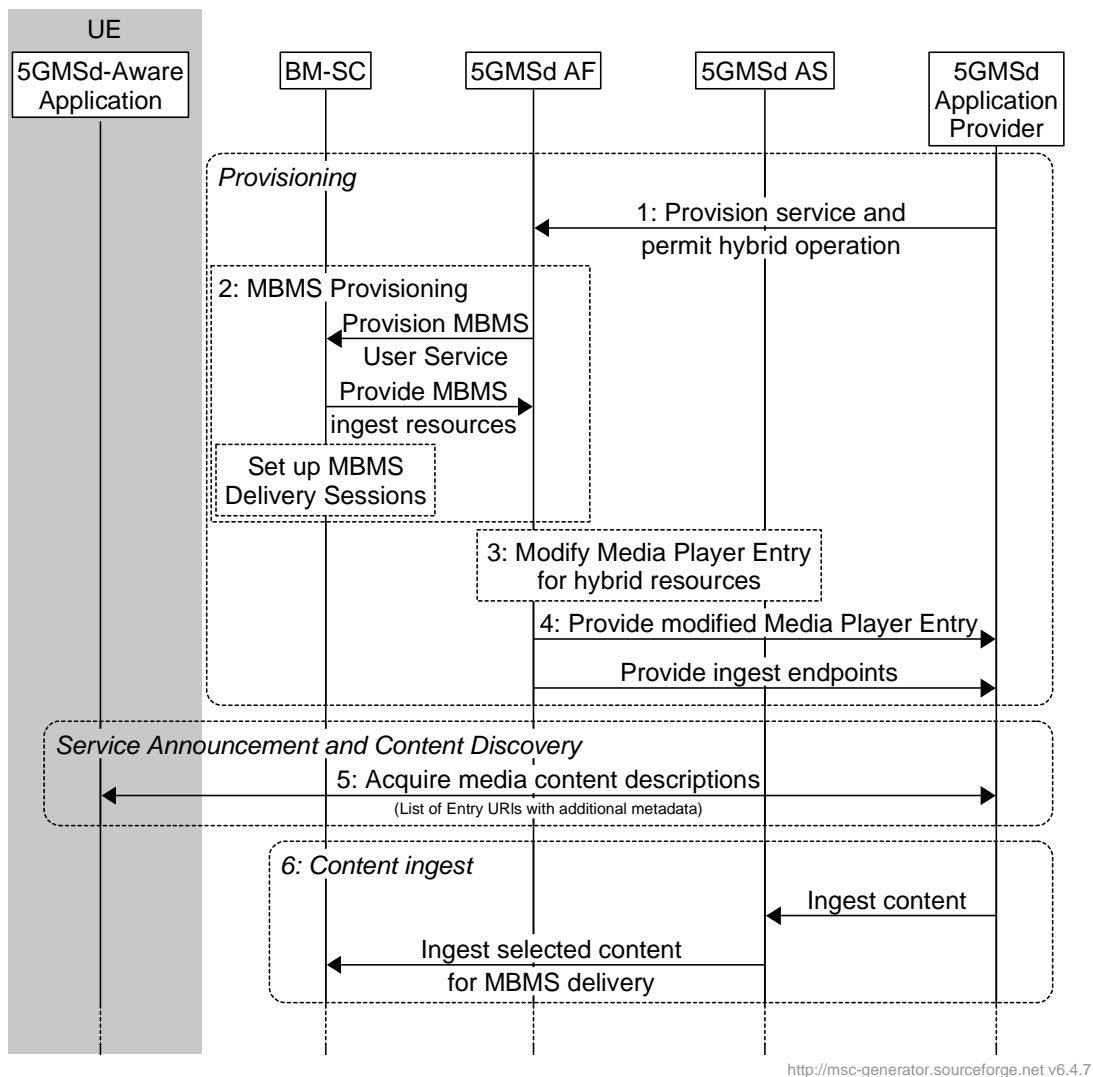 UE
5GMSd-Aware
Application
BM-SC
5GMSd AF
5GMSd AS
5GMSd
Application
Provider
Provisioning
1: Provision service and
permit hybrid operation
2: MBMS Provisioning
Provision MBMS
User Service
Provide MBMS
ingest resources
Set up MBMS
Delivery Sessions
3: Modify Media Player Entry
for hybrid resources
4: Provide modified Media Player Entry
Provide ingest endpoints
Service Announcement and Content Discovery
5: Acquire media content descriptions
(List of Entry URIs with additional metadata)
6: Content ingest
Ingest content
Ingest selected content
for MBMS delivery
http://msc-generator.sourceforge.net v6.4.7